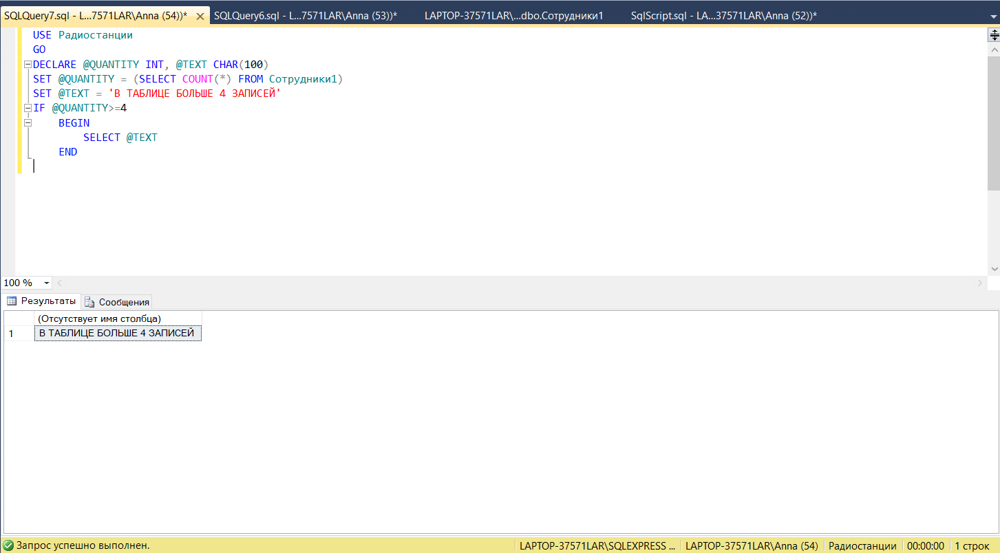 SQLQuery7.sql - L...7571LAR\Anna (54))* SQLQuery6.sql - L...7571LAR\Anna (53))* LAPTOP-37571LAR\...dbo.Сотрудники1 SqlScript.sql - LA...37571LAR\Anna (52))*
USE Радиостанции
GO
DECLARE @QUANTITY INT, @TEXT CHAR(100)
SET @QUANTITY = (SELECT COUNT(*) FROM Сотрудники1)
SET @TEXT = 'В ТАБЛИЦЕ БОЛЬШЕ 4 ЗАПИСЕЙ'
IF @QUANTITY>=4
BEGIN
SELECT @TEXT
END
100 %
Результаты Сообщения
(Отсутствует имя столбца)
1 В ТАБЛИЦЕ БОЛЬШЕ 4 ЗАПИСЕЙ
Запрос успешно выполнен. LAPTOP-37571LAR\SQLEXPRESS ... LAPTOP-37571LAR\Anna (54) Радиостанции 00:00:00 1 строк